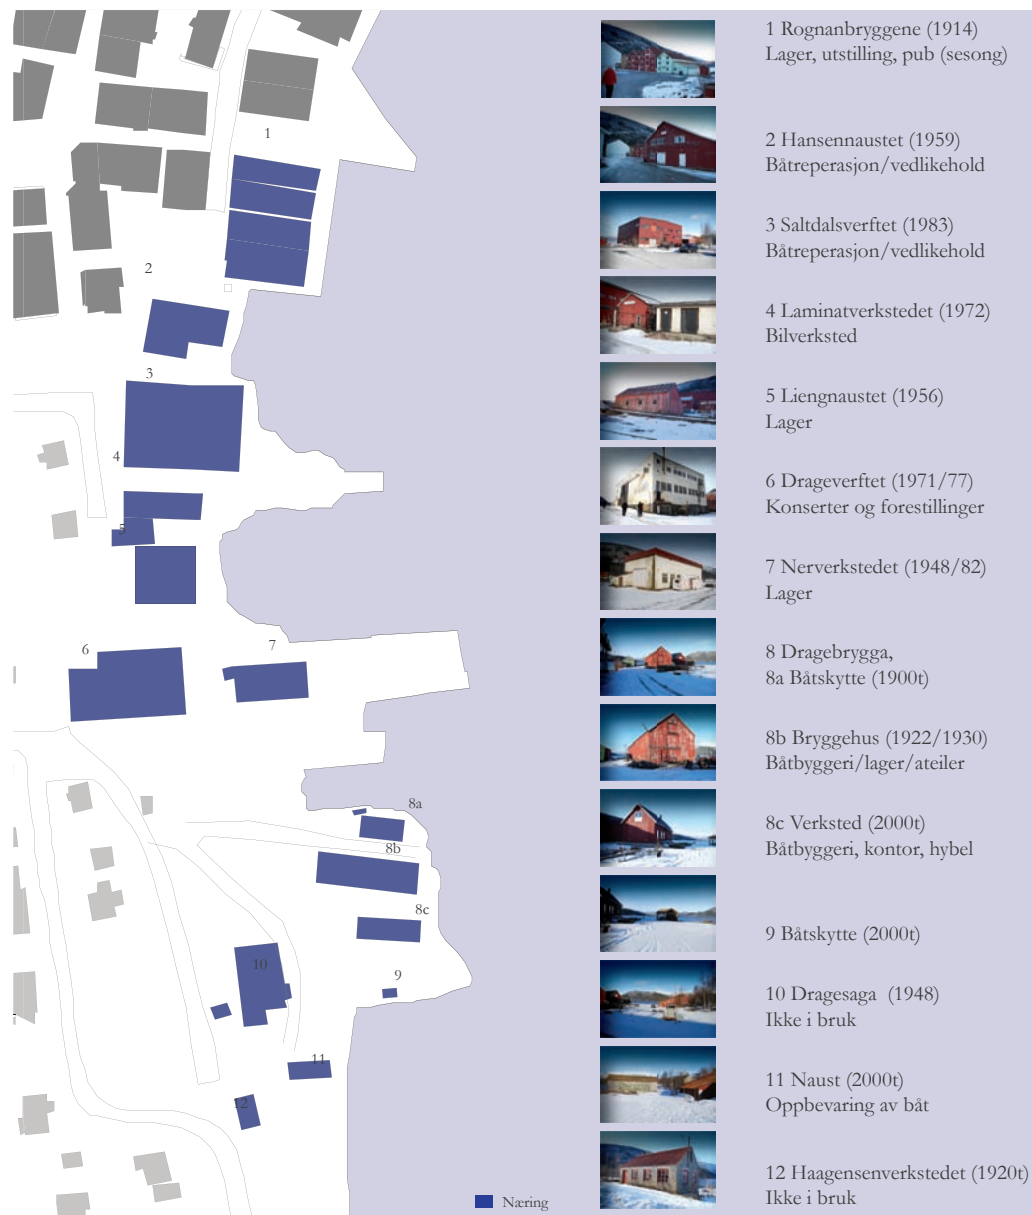 1 Rognanbryggene (1914)
Lager, utstilling, pub (sesong)
2 Hansennaustet (1959)
Båtreperasjon/vedlikehold
3 Saltdalsverftet (1983)
Båtreperasjon/vedlikehold
4 Laminatverkstedet (1972)
Bilverksted
5 Liengnaustet (1956)
Lager
6 Drageverftet (1971/77)
Konserter og forestillinger
7 Nerverkstedet (1948/82)
Lager
8 Dragebrygga,
8a Båtskytte (1900t)
8b Bryggehus (1922/1930)
Båtbyggeri/lager/ateiler
8c Verksted (2000t)
Båtbyggeri, kontor, hybel
9 Båtskytte (2000t)
10 Dragesaga (1948)
Ikke i bruk
11 Naust (2000t)
Oppbevaring av båt
12 Haagensenverkstedet (1920t)
Ikke i bruk
1
2
3
4
5
6
7
8a
8b
8c
9
10
11
12
Næring